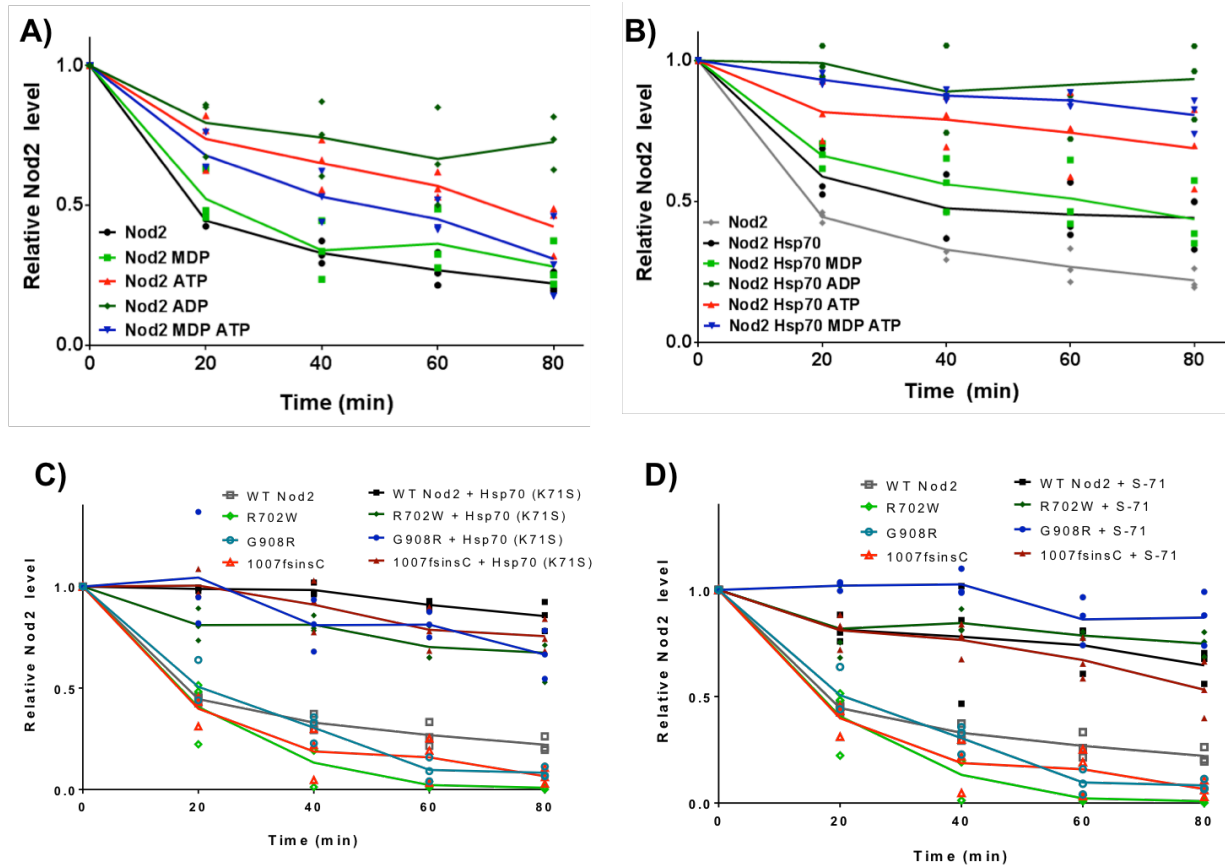 A)
Relative Nod2 level
1.0
0.5
0.0
Nod2
Nod2 MDP
Nod2 ATP
Nod2 ADP
Nod2 MDP ATP
0 20 40 60 80
Time (min)
B)
Relative Nod2 level
1.0
0.5
0.0
Nod2
Nod2 Hsp70
Nod2 Hsp70 MDP
Nod2 Hsp70 ADP
Nod2 Hsp70 ATP
Nod2 Hsp70 MDP ATP
0 20 40 60 80
Time (min)
C)
WT Nod2
R702W
G908R
1007fsinsC
WT Nod2 + Hsp70 (K71S)
R702W + Hsp70 (K71S)
G908R + Hsp70 (K71S)
1007fsinsC + Hsp70 (K71S)
Relative Nod2 level
1.0
0.5
0.0
0 20 40 60 80
Time (min)
D)
WT Nod2
R702W
G908R
1007fsinsC
WT Nod2 + S-71
R702W + S-71
G908R + S-71
1007fsinsC + S-71
Relative Nod2 level
1.0
0.5
0.0
0 20 40 60 80
Time (min)